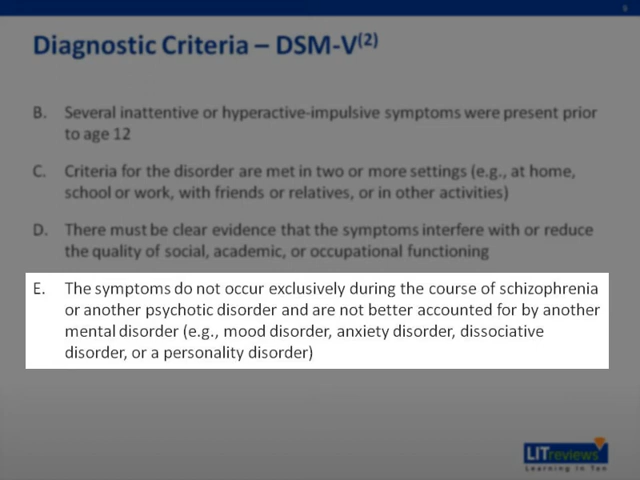 9
Diagnostic Criteria – DSM-V(2)
B. Several inattentive or hyperactive-impulsive symptoms were present prior
to age 12
C. Criteria for the disorder are met in two or more settings (e.g., at home,
school or work, with friends or relatives, or in other activities)
D. There must be clear evidence that the symptoms interfere with or reduce
the quality of social, academic, or occupational functioning
E. The symptoms do not occur exclusively during the course of schizophrenia
or another psychotic disorder and are not better accounted for by another
mental disorder (e.g., mood disorder, anxiety disorder, dissociative
disorder, or a personality disorder)
LITreviews
Learning in Ten